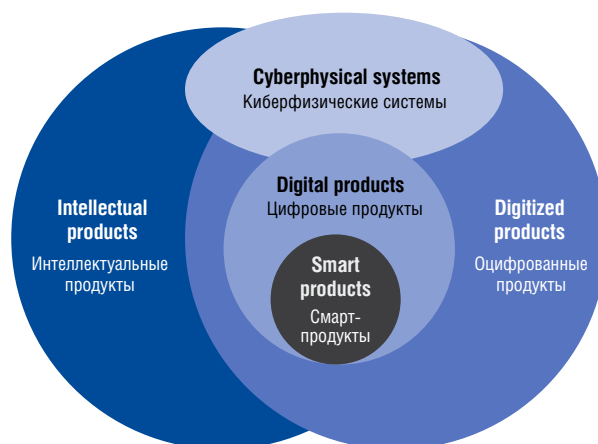 Cyberphysical systems
Киберфизические системы
Intellectual
products
Интеллектуальные
продукты
Digital products
Цифровые продукты
Smart
products
Смарт-
продукты
Digitized
products
Оцифрованные
продукты